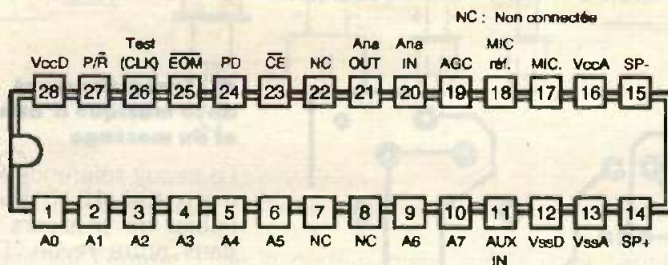 NC : Non connectée
VccD P/R̅ Test (CLK) E̅O̅M̅ PD C̅E̅ NC Ana OUT Ana IN AGC MIC réf. MIC. VccA SP-
28 27 26 25 24 23 22 21 20 19 18 17 16 15
1 2 3 4 5 6 7 8 9 10 11 12 13 14
A0 A1 A2 A3 A4 A5 NC NC A6 A7 AUX IN VssD VssA SP+